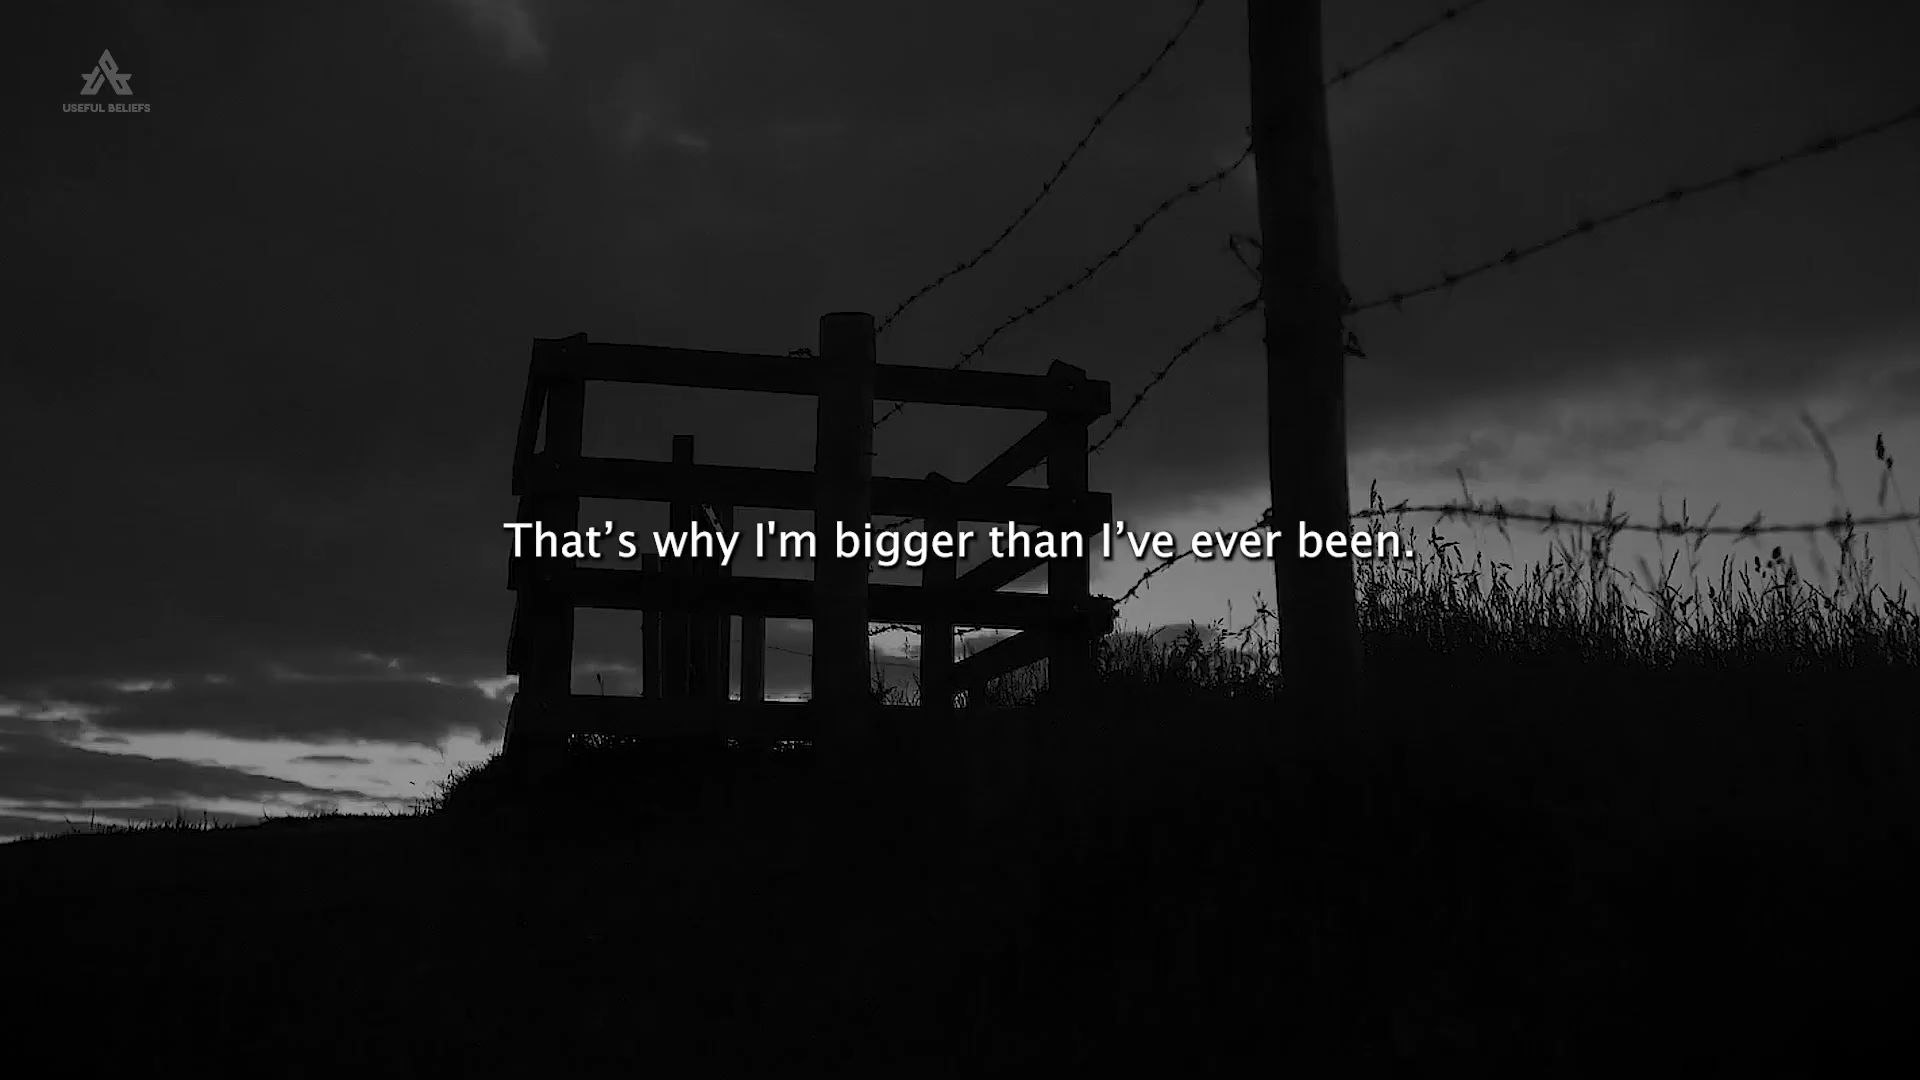 USEFUL BELIEFS
That’s why I'm bigger than I’ve ever been.